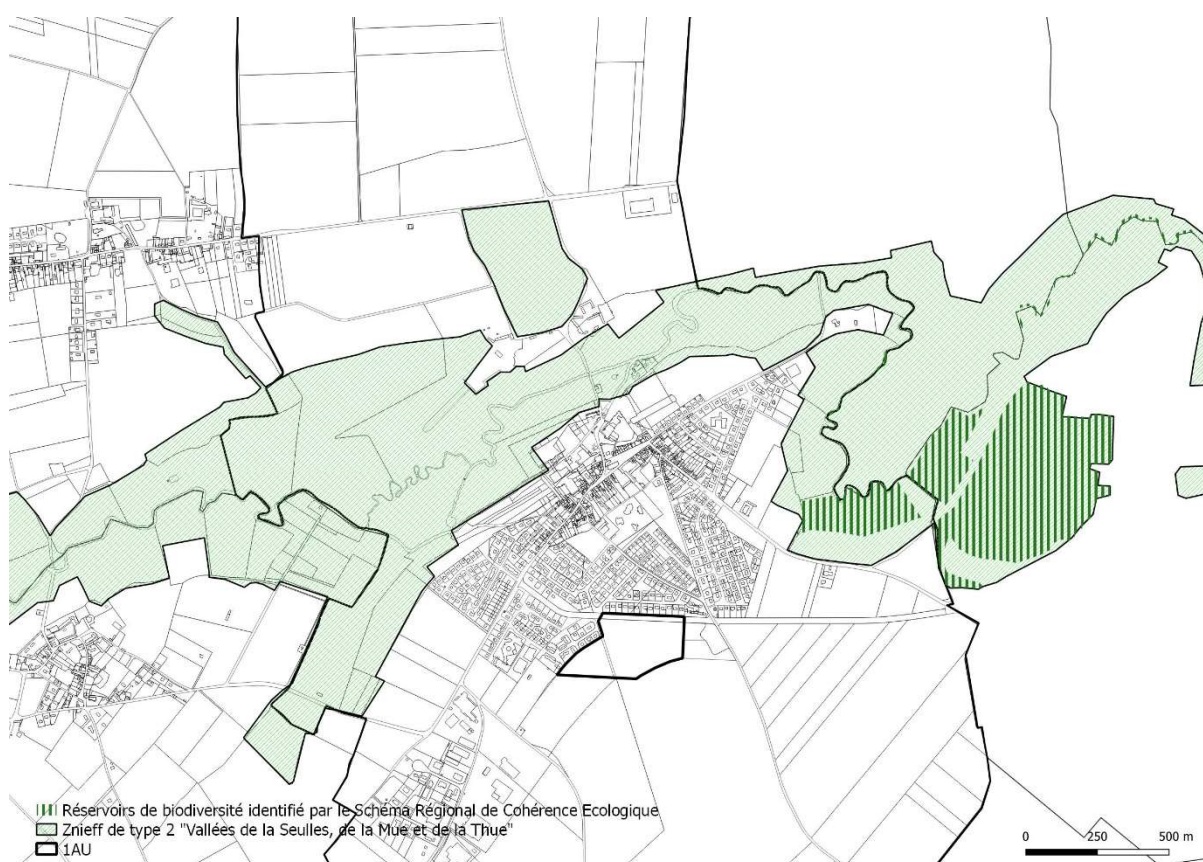 Réservoirs de biodiversité identifié par le Schéma Régional de Cohérence Ecologique
Znieff de type 2 "Vallées de la Seulles, de la Mue et de la Thue"
1AU
0 250 500 m